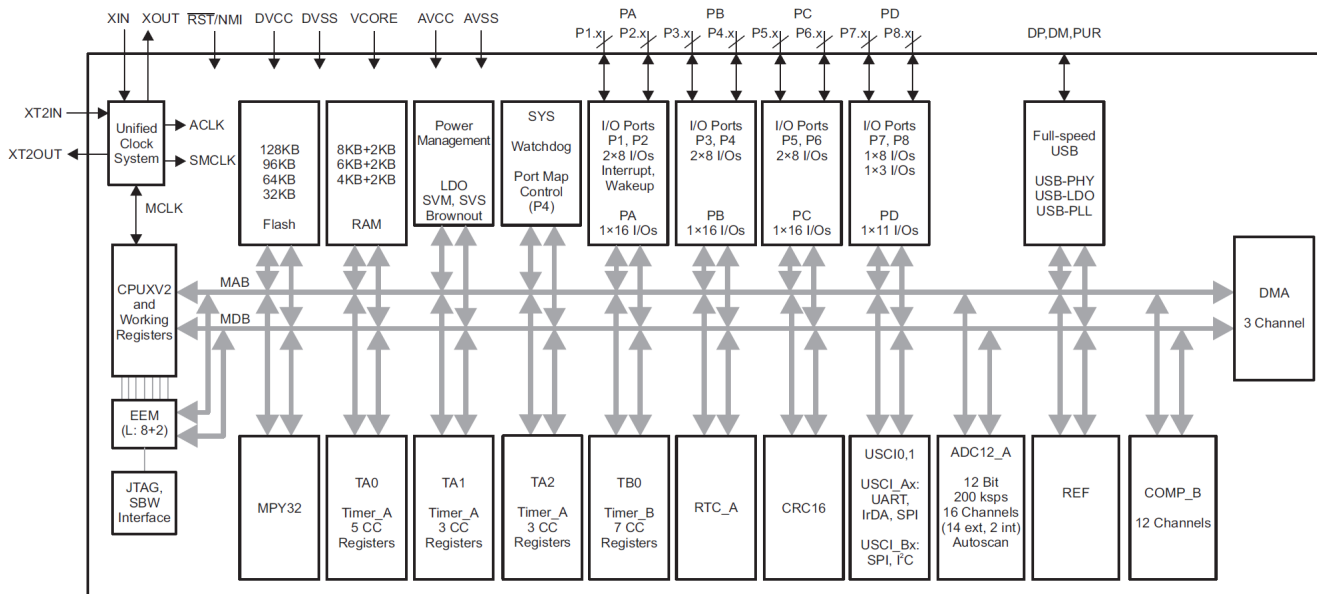 XIN
XOUT
RST/NMI
DVCC
DVSS
VCORE
AVCC
AVSS
PA
P1.x
P2.x
PB
P3.x
P4.x
PC
P5.x
P6.x
PD
P7.x
P8.x
DP,DM,PUR
XT2IN
XT2OUT
Unified
Clock
System
ACLK
SMCLK
MCLK
128KB
96KB
64KB
32KB
Flash
8KB+2KB
6KB+2KB
4KB+2KB
RAM
Power
Management
LDO
SVM, SVS
Brownout
SYS
Watchdog
Port Map
Control
(P4)
I/O Ports
P1, P2
2×8 I/Os
Interrupt,
Wakeup
PA
1×16 I/Os
I/O Ports
P3, P4
2×8 I/Os
PB
1×16 I/Os
I/O Ports
P5, P6
2×8 I/Os
PC
1×16 I/Os
I/O Ports
P7, P8
1×8 I/Os
1×3 I/Os
PD
1×11 I/Os
Full-speed
USB
USB-PHY
USB-LDO
USB-PLL
CPUXV2
and
Working
Registers
MAB
MDB
DMA
3 Channel
EEM
(L: 8+2)
JTAG,
SBW
Interface
MPY32
TA0
Timer_A
5 CC
Registers
TA1
Timer_A
3 CC
Registers
TA2
Timer_A
3 CC
Registers
TB0
Timer_B
7 CC
Registers
RTC_A
CRC16
USCI0,1
USCI_Ax:
UART,
IrDA, SPI
USCI_Bx:
SPI, I²C
ADC12_A
12 Bit
200 ksps
16 Channels
(14 ext, 2 int)
Autoscan
REF
COMP_B
12 Channels